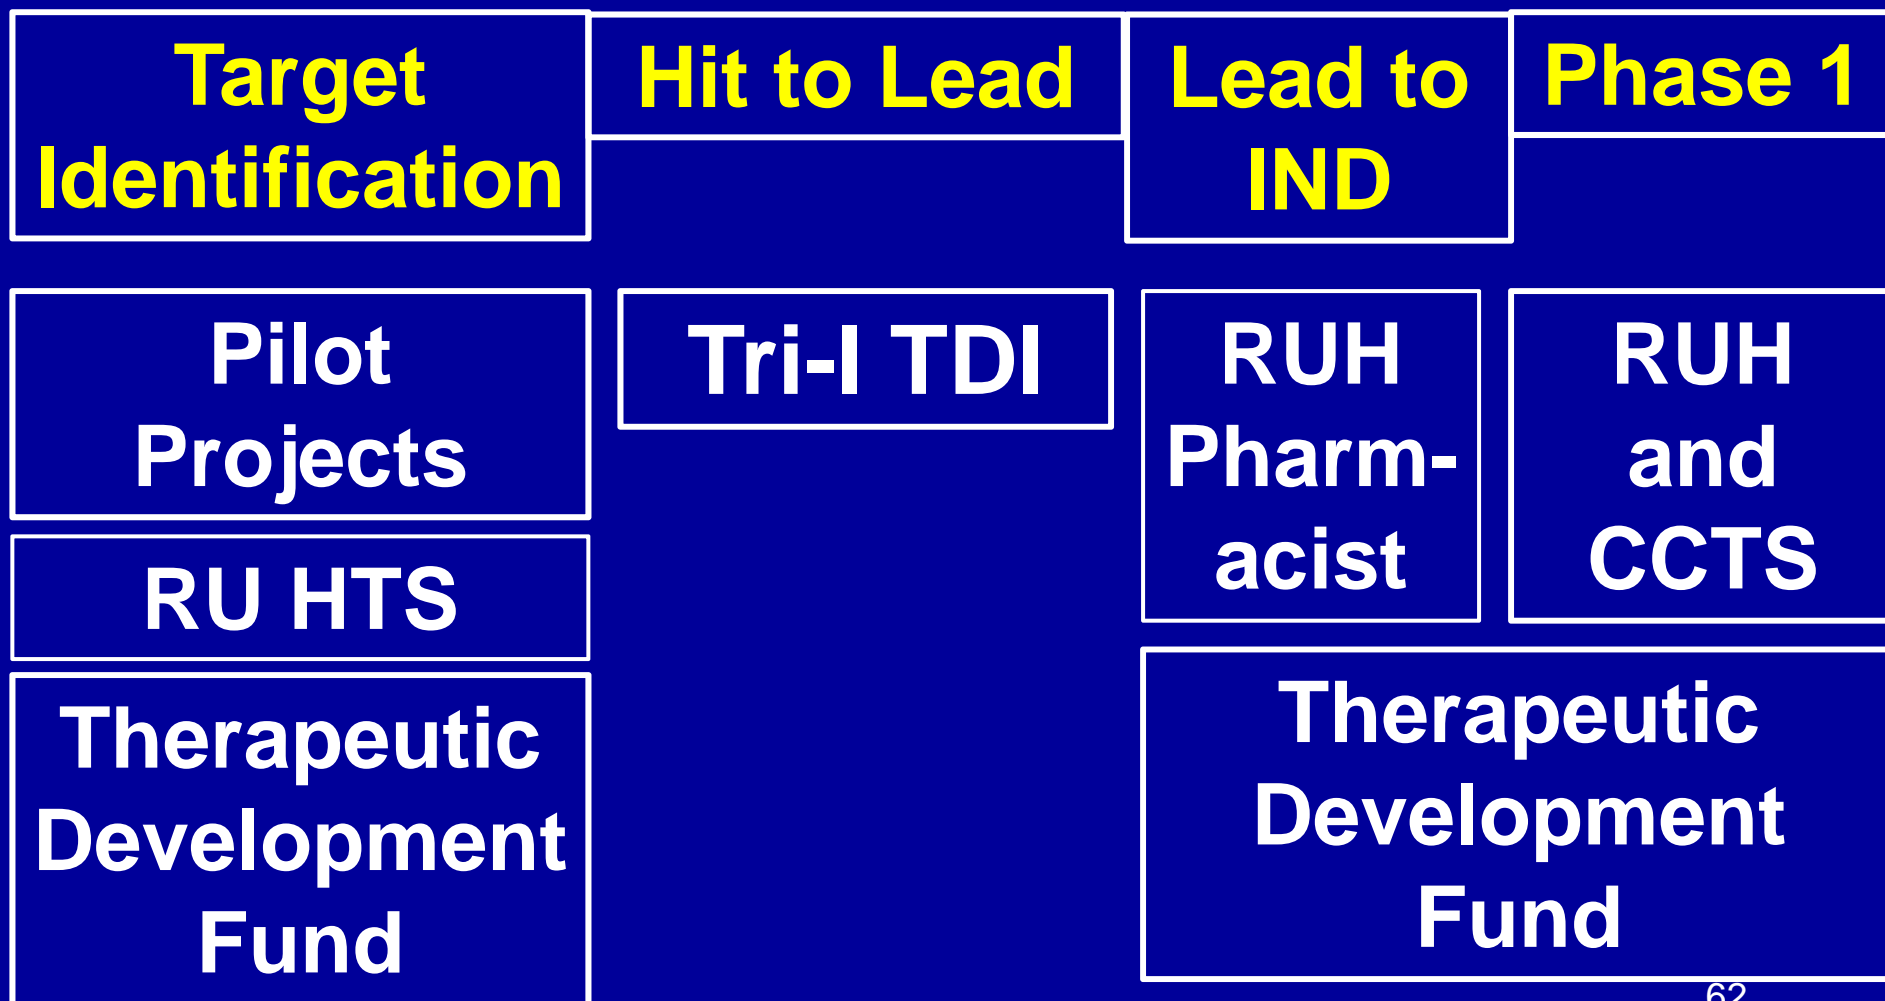 Target
Identification
Hit to Lead
Lead to
IND
Phase 1
Pilot
Projects
RU HTS
Therapeutic
Development
Fund
Tri-I TDI
RUH
Pharm-
acist
RUH
and
CCTS
Therapeutic
Development
Fund
62